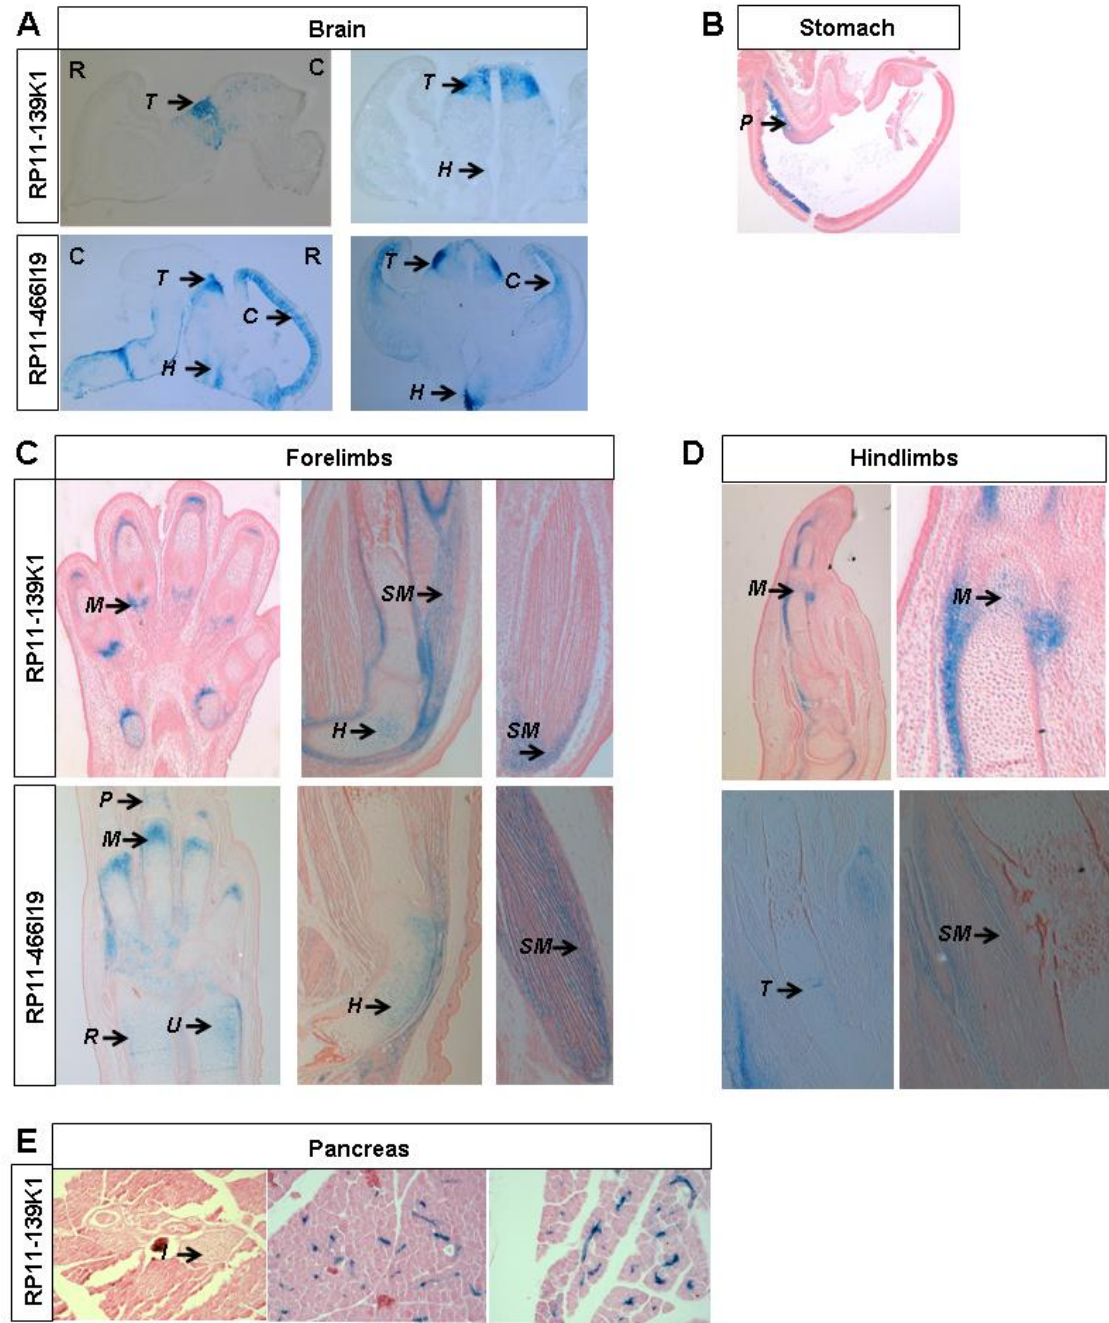 A
Brain
RP11-139K1
R
C
T
T
H
RP11-466I19
C
R
T
C
H
T
C
H
B
Stomach
P
C
Forelimbs
RP11-139K1
M
SM
H
SM
RP11-466I19
P
M
R
U
H
SM
D
Hindlimbs
M
M
T
SM
E
Pancreas
RP11-139K1
I